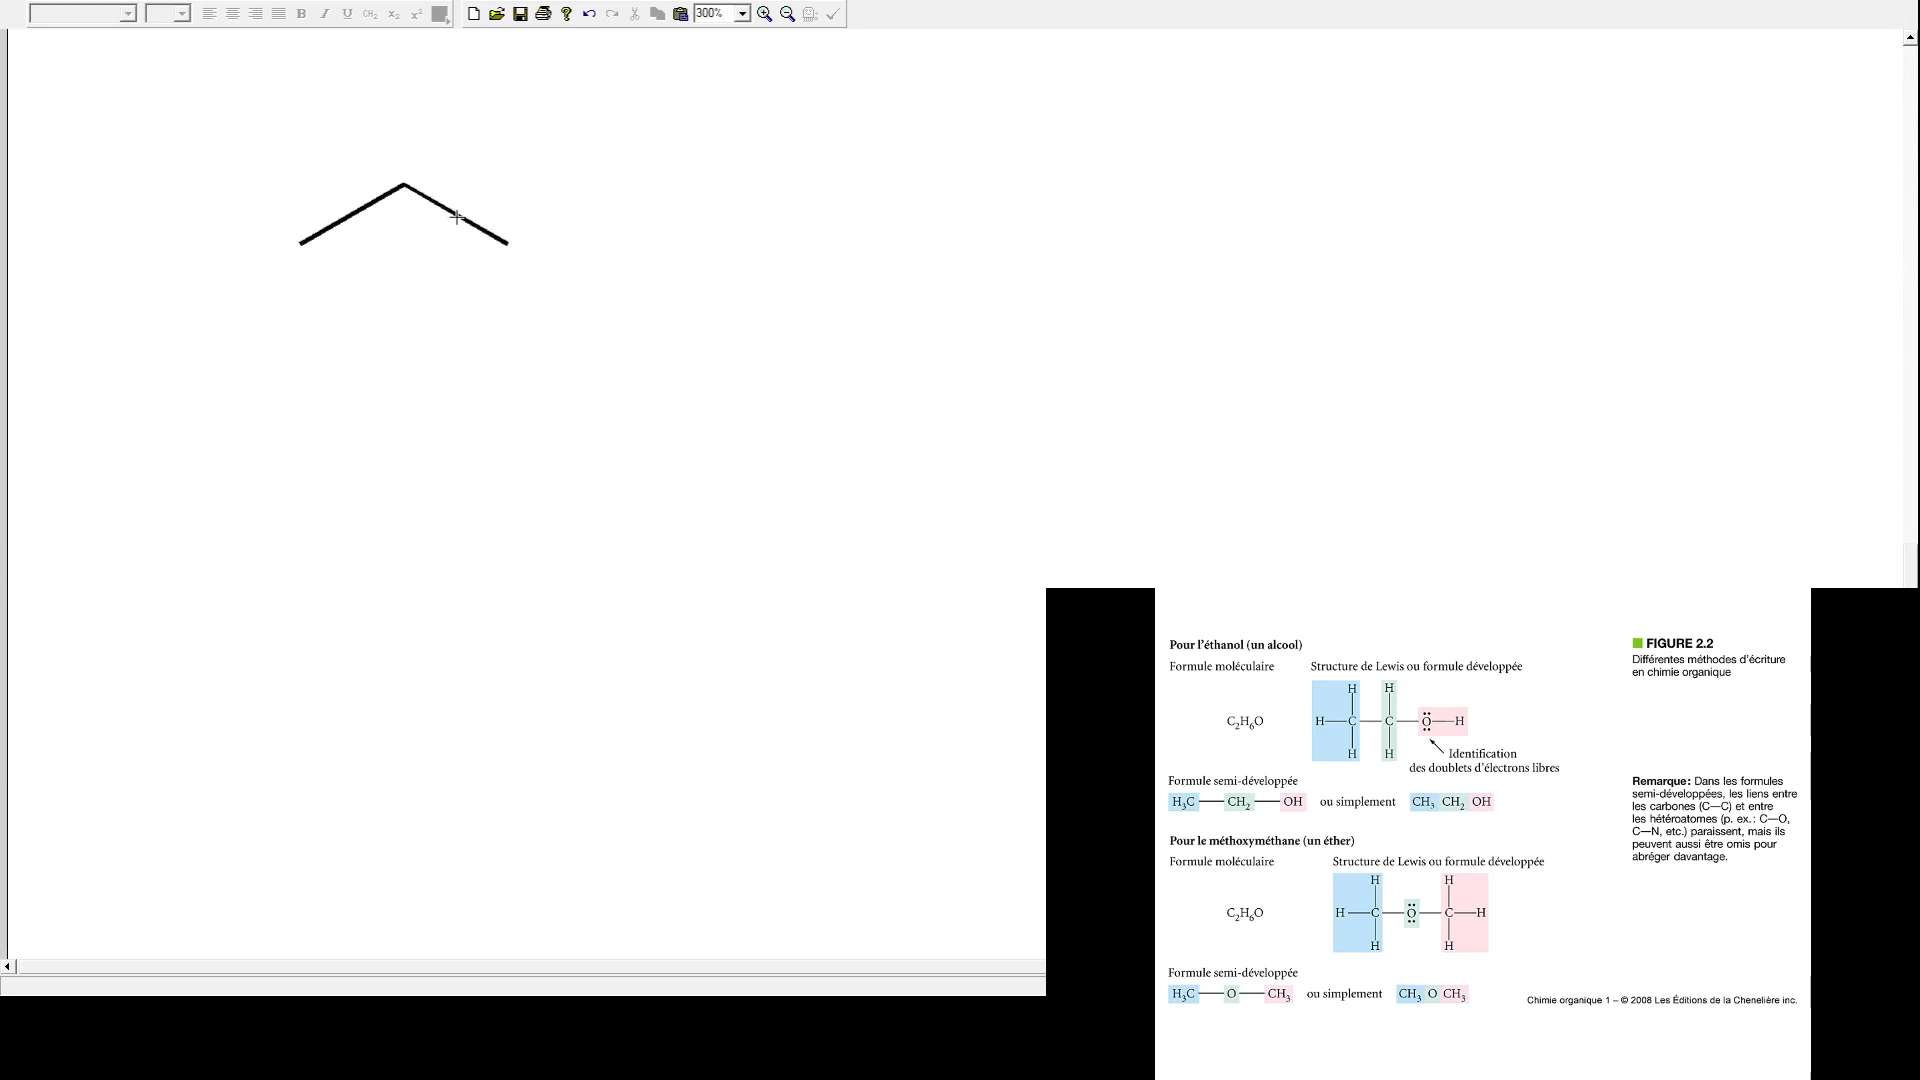 B I U CH₂ x₂ x² 300%
Pour l'éthanol (un alcool)
Formule moléculaire Structure de Lewis ou formule développée
H H
C₂H₆O H—C—C—Ö—H
H H
Identification
des doublets d'électrons libres
Formule semi-développée
H₃C—CH₂—OH ou simplement CH₃ CH₂ OH
Pour le méthoxyméthane (un éther)
Formule moléculaire Structure de Lewis ou formule développée
H H
C₂H₆O H—C—Ö—C—H
H H
Formule semi-développée
H₃C—O—CH₃ ou simplement CH₃ O CH₃
FIGURE 2.2
Différentes méthodes d'écriture
en chimie organique
Remarque: Dans les formules
semi-développées, les liens entre
les carbones (C—C) et entre
les hétéroatomes (p. ex.: C—O,
C—N, etc.) paraissent, mais ils
peuvent aussi être omis pour
abréger davantage.
Chimie organique 1 – © 2008 Les Éditions de la Chenelière inc.